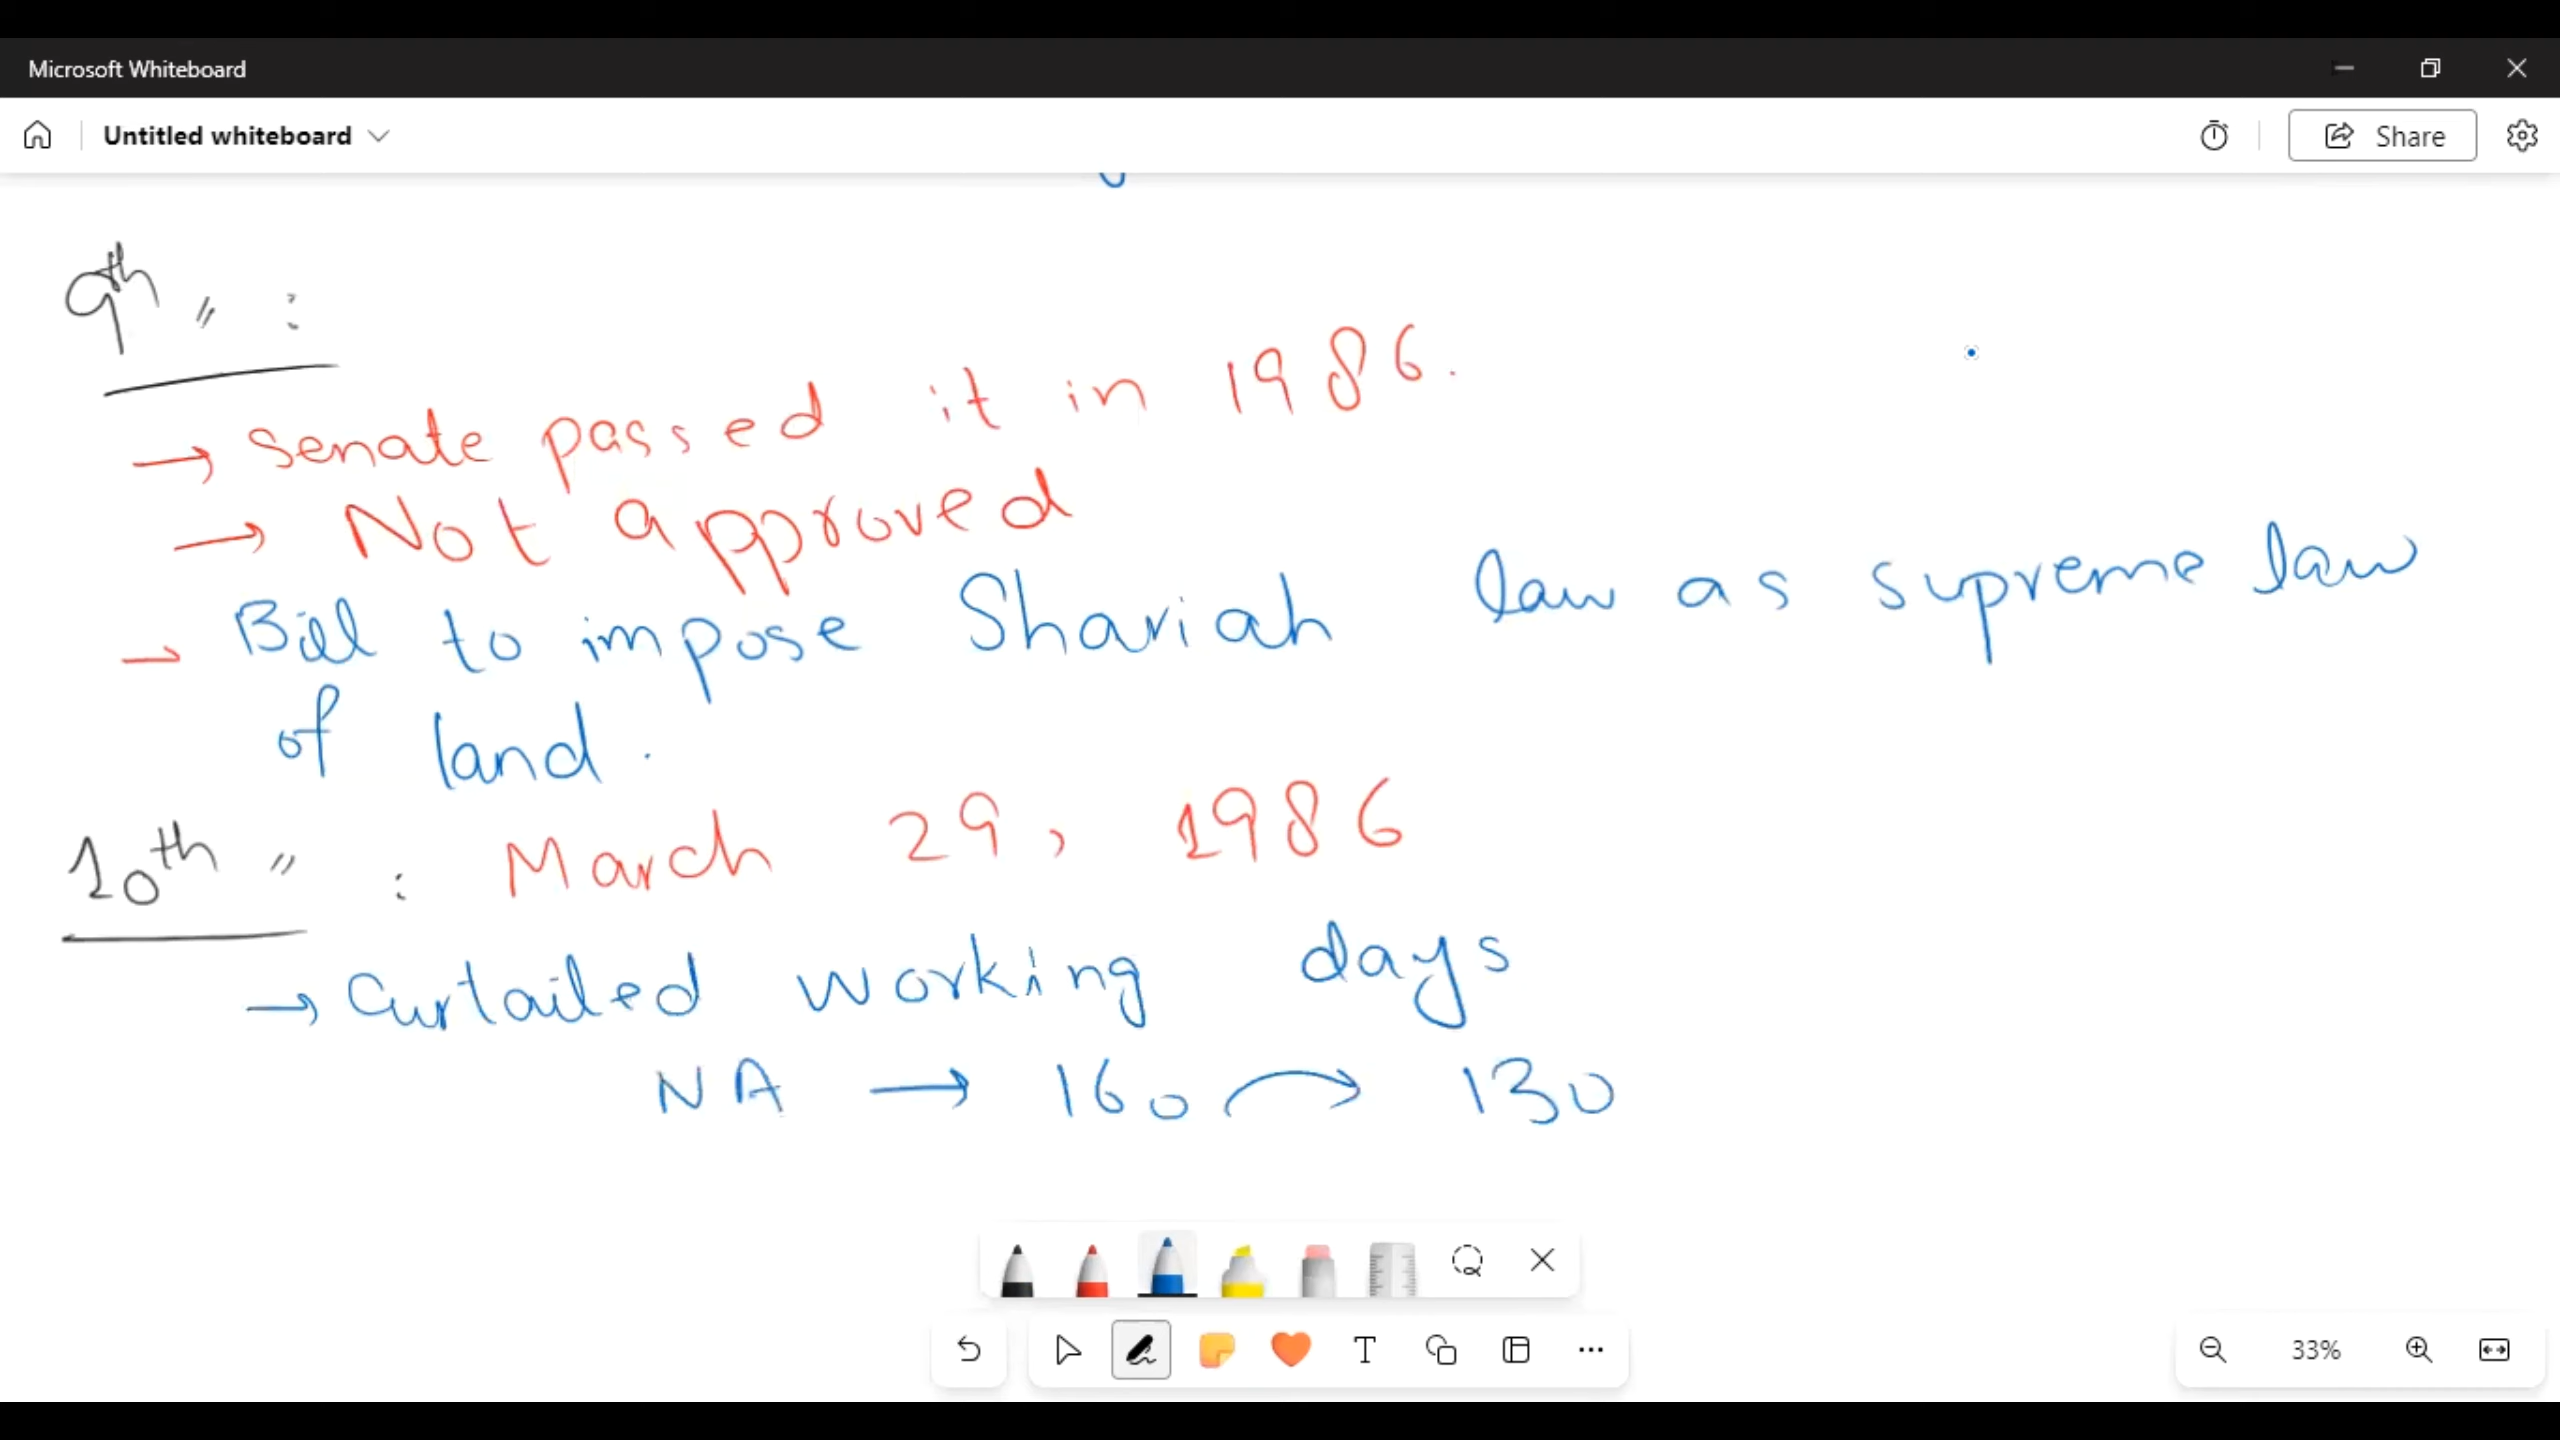 Microsoft Whiteboard
Untitled whiteboard
Share
9th " :
→ Senate passed it in 1986.
→ Not approved
→ Bill to impose Shariah law as supreme law
of land.
10th " : March 29, 1986
→ Curtailed working days
NA → 160 → 130
T
33%